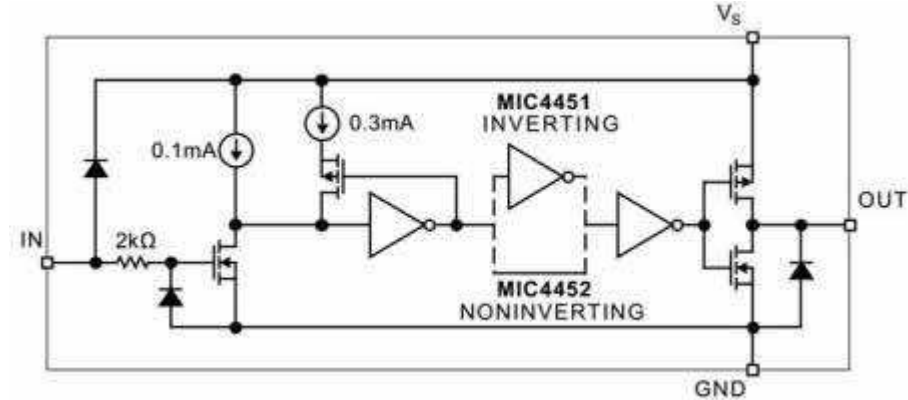 VS
MIC4451
INVERTING
0.3mA
0.1mA
OUT
IN
2kΩ
MIC4452
NONINVERTING
GND